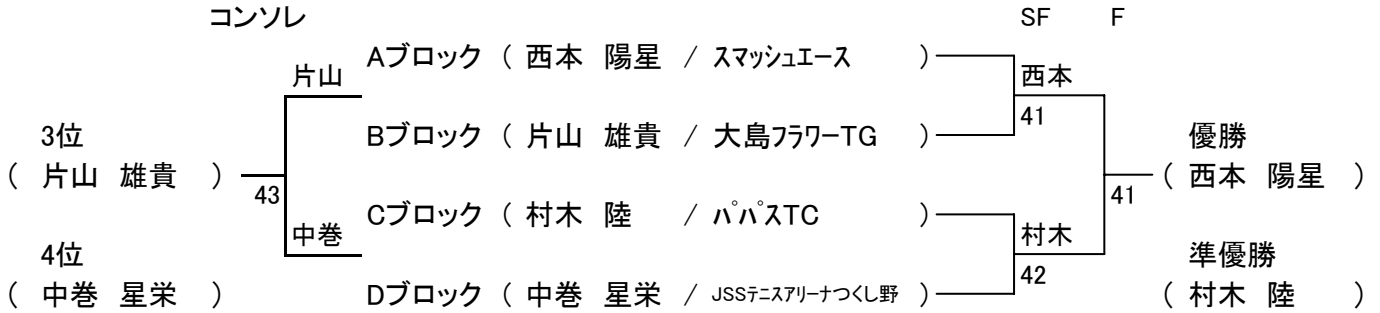 コンソレ SF F
Aブロック ( 西本 陽星 / スマッシュエース )
片山 西本
41
3位 Bブロック ( 片山 雄貴 / 大島フラワーTG ) 優勝
( 片山 雄貴 ) ( 西本 陽星 )
43 41
Cブロック ( 村木 陸 / パパスTC )
中巻 村木
4位 準優勝
42
( 中巻 星栄 ) Dブロック ( 中巻 星栄 / JSSテニスアリーナつくし野 ) ( 村木 陸 )